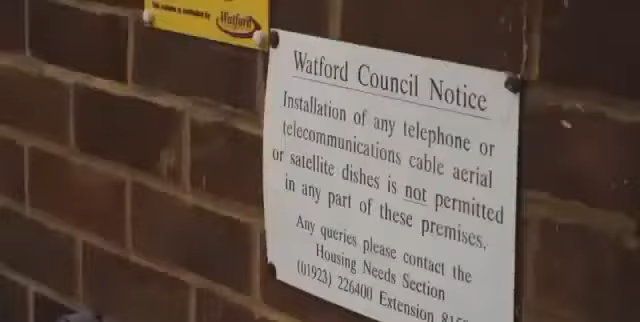 Watford
Watford Council Notice
Installation of any telephone or
telecommunications cable aerial
or satellite dishes is not permitted
in any part of these premises.
Any queries please contact the
Housing Needs Section
(01923) 226400 Extension